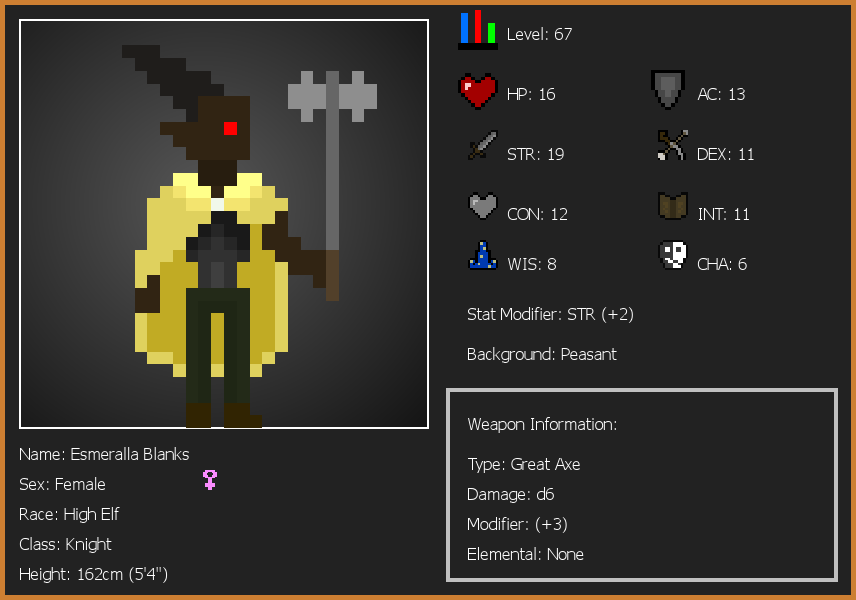 Level: 67
HP: 16
AC: 13
STR: 19
DEX: 11
CON: 12
INT: 11
WIS: 8
CHA: 6
Stat Modifier: STR (+2)
Background: Peasant
Weapon Information:
Type: Great Axe
Damage: d6
Modifier: (+3)
Elemental: None
Name: Esmeralla Blanks
Sex: Female
Race: High Elf
Class: Knight
Height: 162cm (5'4")